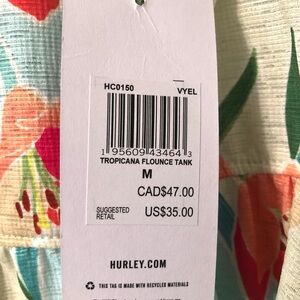 HC0150 VYEL
1 95609 43464 3
TROPICANA FLOUNCE TANK
M
CAD$47.00
SUGGESTED
RETAIL US$35.00
HURLEY.COM
THIS TAG IS MADE WITH RECYCLED MATERIALS